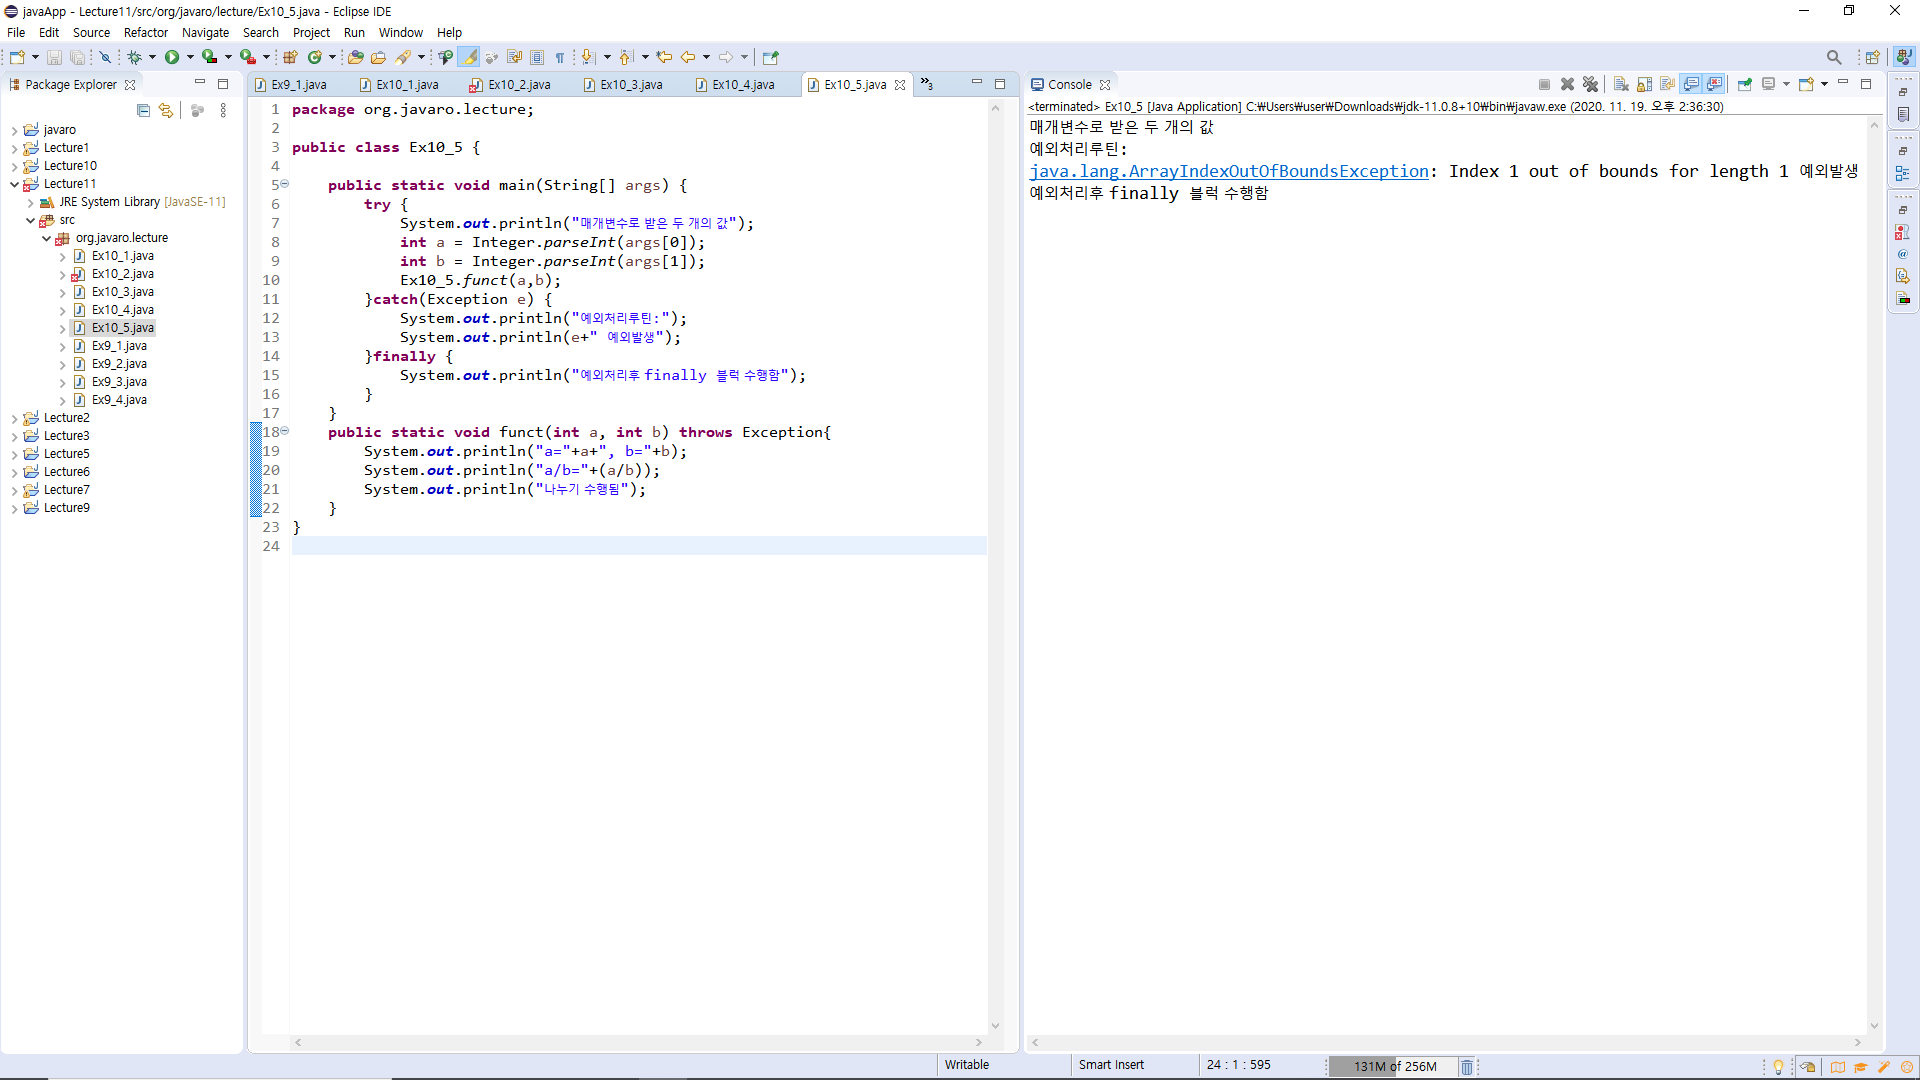 javaApp - Lecture11/src/org/javaro/lecture/Ex10_5.java - Eclipse IDE
File Edit Source Refactor Navigate Search Project Run Window Help
Package Explorer
javaro
Lecture1
Lecture10
Lecture11
JRE System Library [JavaSE-11]
src
org.javaro.lecture
Ex10_1.java
Ex10_2.java
Ex10_3.java
Ex10_4.java
Ex10_5.java
Ex9_1.java
Ex9_2.java
Ex9_3.java
Ex9_4.java
Lecture2
Lecture3
Lecture5
Lecture6
Lecture7
Lecture9
Ex9_1.java Ex10_1.java Ex10_2.java Ex10_3.java Ex10_4.java Ex10_5.java »3
1 package org.javaro.lecture;
2
3 public class Ex10_5 {
4
5 public static void main(String[] args) {
6 try {
7 System.out.println("매개변수로 받은 두 개의 값");
8 int a = Integer.parseInt(args[0]);
9 int b = Integer.parseInt(args[1]);
10 Ex10_5.funct(a,b);
11 }catch(Exception e) {
12 System.out.println("예외처리루틴:");
13 System.out.println(e+" 예외발생");
14 }finally {
15 System.out.println("예외처리후 finally 블럭 수행함");
16 }
17 }
18 public static void funct(int a, int b) throws Exception{
19 System.out.println("a="+a+", b="+b);
20 System.out.println("a/b="+(a/b));
21 System.out.println("나누기 수행됨");
22 }
23 }
24
Console
<terminated> Ex10_5 [Java Application] C:₩Users₩user₩Downloads₩jdk-11.0.8+10₩bin₩javaw.exe (2020. 11. 19. 오후 2:36:30)
매개변수로 받은 두 개의 값
예외처리루틴:
java.lang.ArrayIndexOutOfBoundsException: Index 1 out of bounds for length 1 예외발생
예외처리후 finally 블럭 수행함
Writable Smart Insert 24 : 1 : 595 131M of 256M